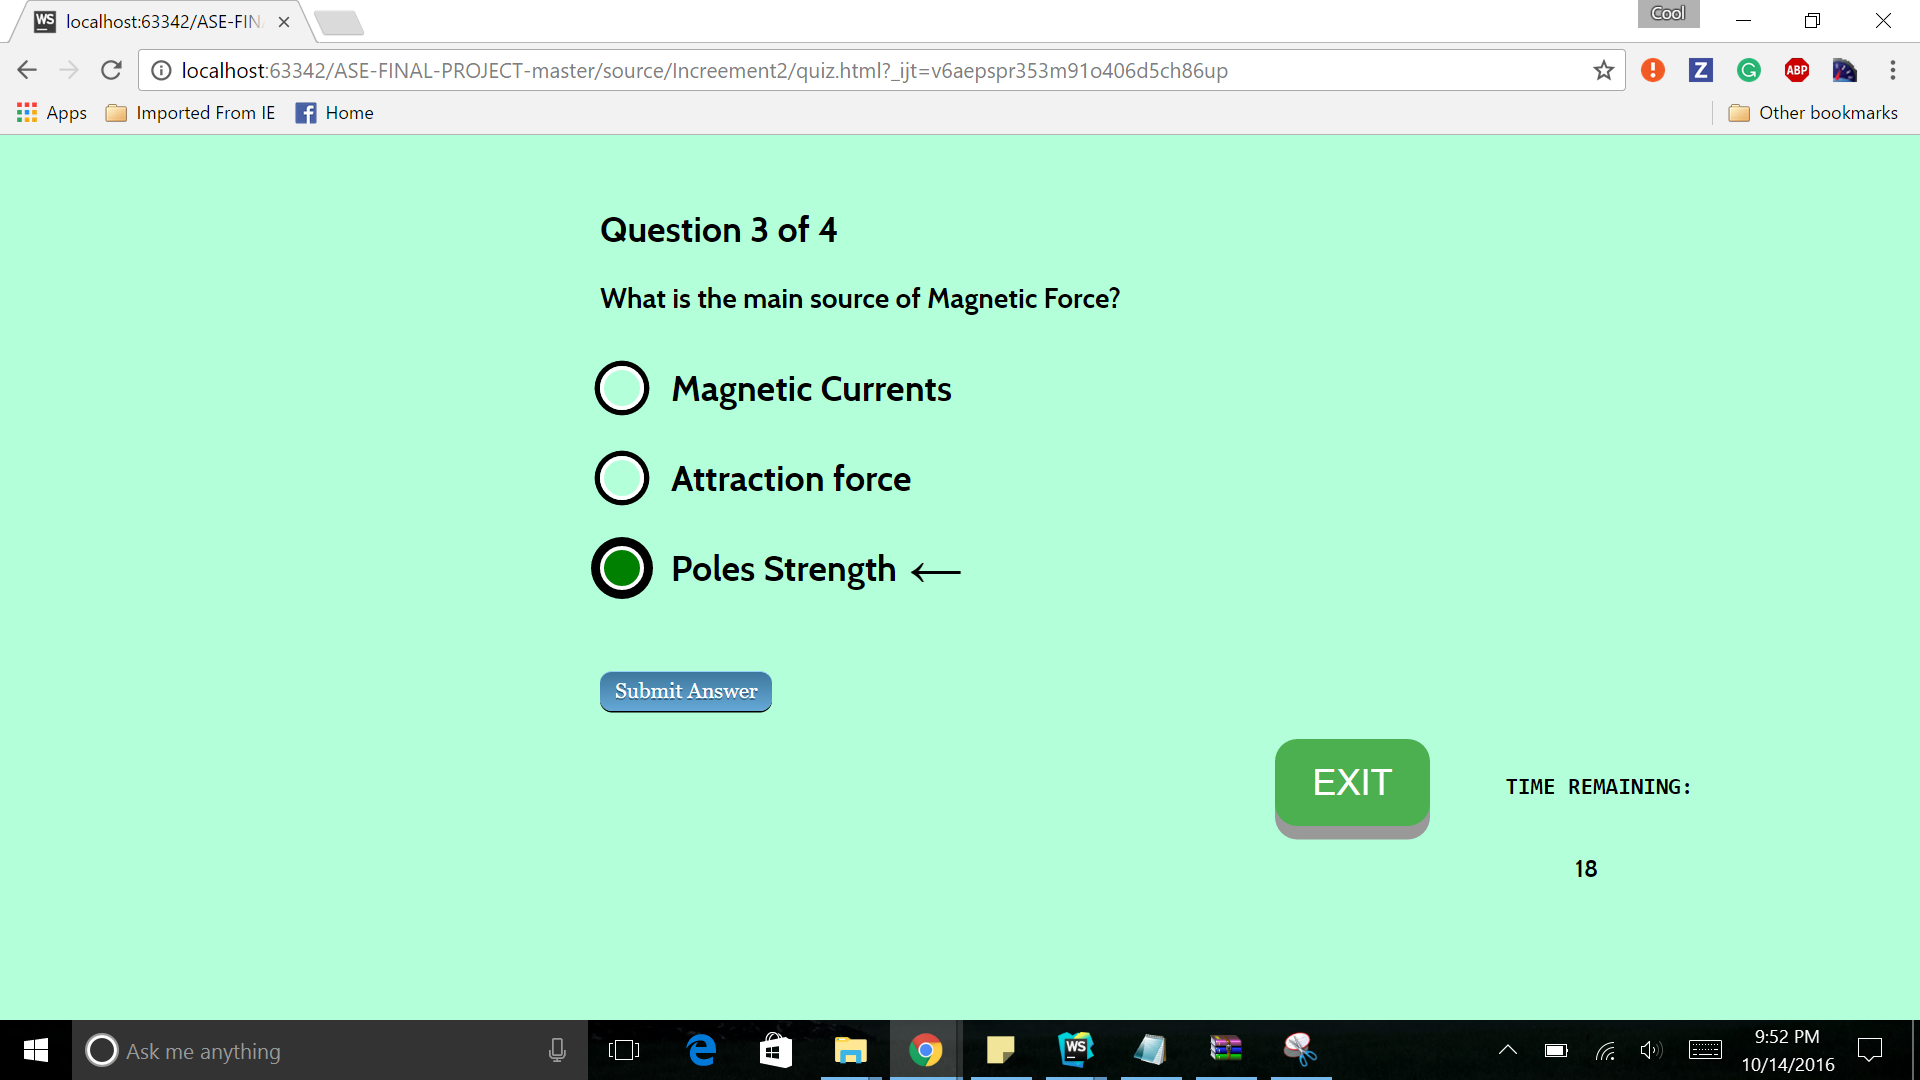 WS localhost:63342/ASE-FIN
Cool
localhost:63342/ASE-FINAL-PROJECT-master/source/Increement2/quiz.html?_ijt=v6aepspr353m91o406d5ch86up
Z G ABP
Apps Imported From IE Home Other bookmarks
Question 3 of 4
What is the main source of Magnetic Force?
Magnetic Currents
Attraction force
Poles Strength ⟵
Submit Answer
EXIT TIME REMAINING:
18
Ask me anything
WS
9:52 PM
10/14/2016